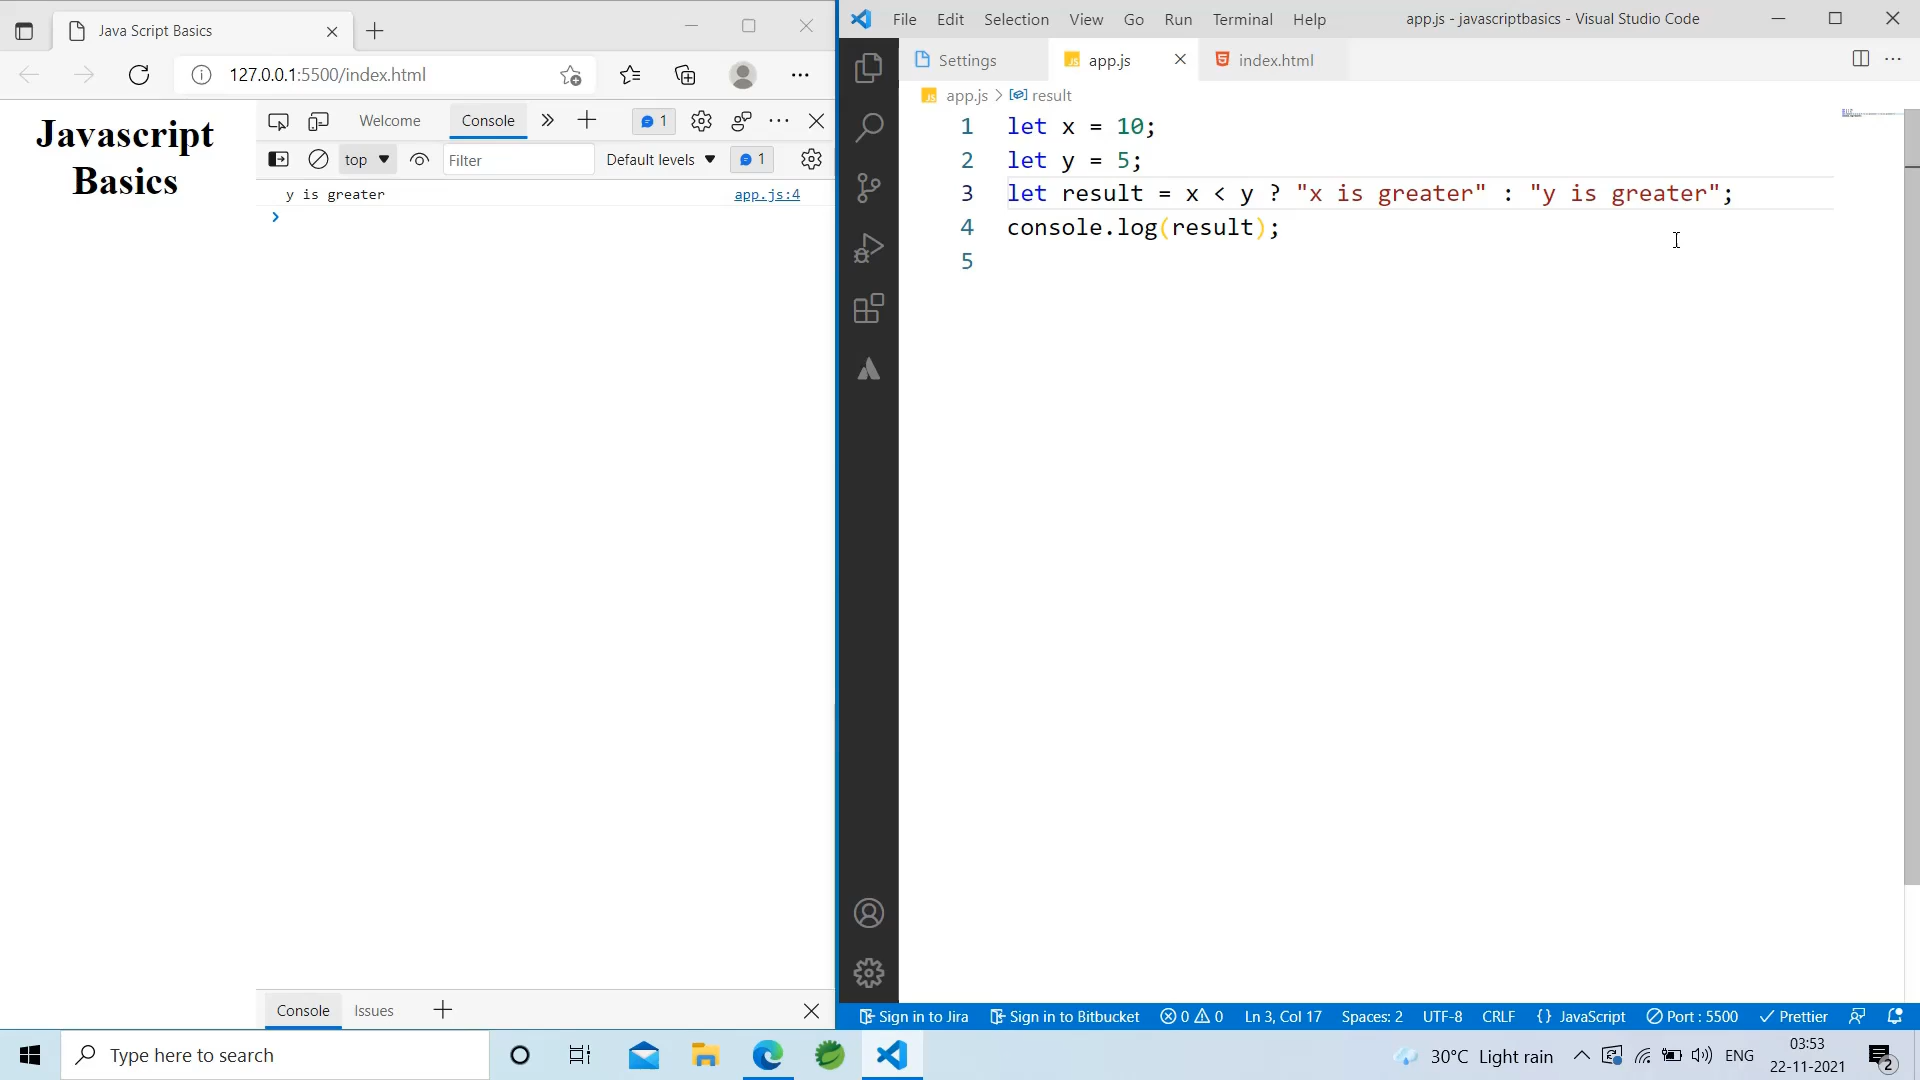 Java Script Basics
127.0.0.1:5500/index.html
Javascript
Basics
Welcome
Console
1
top
Filter
Default levels
1
y is greater
app.js:4
Console
Issues
File
Edit
Selection
View
Go
Run
Terminal
Help
app.js - javascriptbasics - Visual Studio Code
Settings
JS app.js
index.html
JS app.js > result
1 let x = 10;
2 let y = 5;
3 let result = x < y ? "x is greater" : "y is greater";
4 console.log(result);
5
Sign in to Jira
Sign in to Bitbucket
0
0
Ln 3, Col 17
Spaces: 2
UTF-8
CRLF
{ } JavaScript
Port : 5500
Prettier
Type here to search
30°C Light rain
ENG
03:53
22-11-2021
2